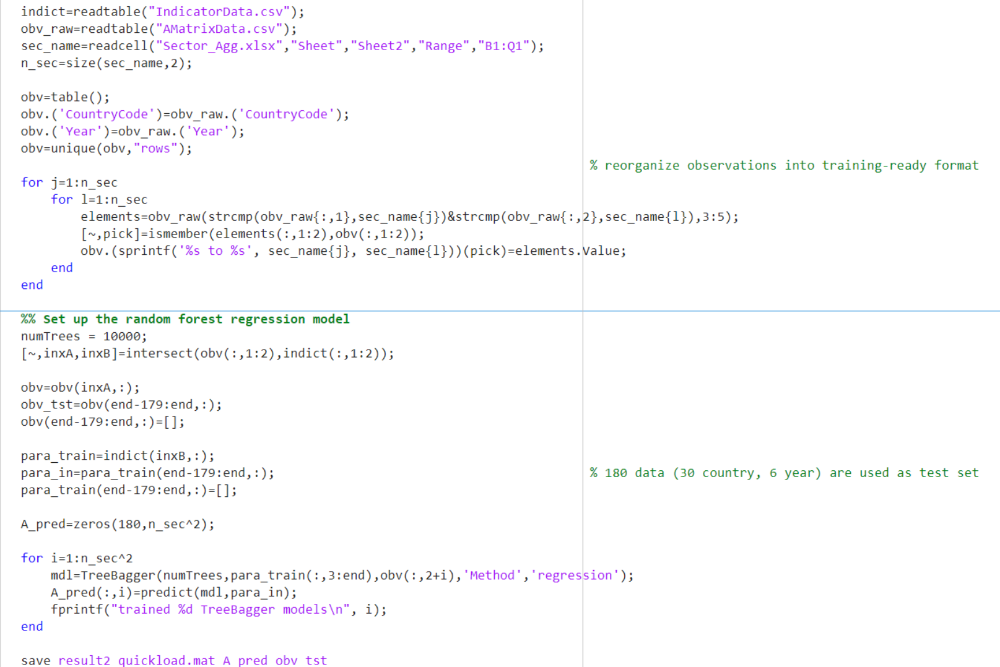 indict=readtable("IndicatorData.csv");
obv_raw=readtable("AMatrixData.csv");
sec_name=readcell("Sector_Agg.xlsx","Sheet","Sheet2","Range","B1:Q1");
n_sec=size(sec_name,2);
obv=table();
obv.('CountryCode')=obv_raw.('CountryCode');
obv.('Year')=obv_raw.('Year');
obv=unique(obv,"rows");
% reorganize observations into training-ready format
for j=1:n_sec
    for l=1:n_sec
        elements=obv_raw(strcmp(obv_raw{:,1},sec_name{j})&strcmp(obv_raw{:,2},sec_name{l}),3:5);
        [~,pick]=ismember(elements(:,1:2),obv(:,1:2));
        obv.(sprintf('%s to %s', sec_name{j}, sec_name{l}))(pick)=elements.Value;
    end
end
%% Set up the random forest regression model
numTrees = 10000;
[~,inxA,inxB]=intersect(obv(:,1:2),indict(:,1:2));
obv=obv(inxA,:);
obv_tst=obv(end-179:end,:);
obv(end-179:end,:)=[];
para_train=indict(inxB,:);
para_in=para_train(end-179:end,:); % 180 data (30 country, 6 year) are used as test set
para_train(end-179:end,:)=[];
A_pred=zeros(180,n_sec^2);
for i=1:n_sec^2
    mdl=TreeBagger(numTrees,para_train(:,3:end),obv(:,2+i),'Method','regression');
    A_pred(:,i)=predict(mdl,para_in);
    fprintf("trained %d TreeBagger models\n", i);
end
save result2_quickload.mat A_pred obv_tst